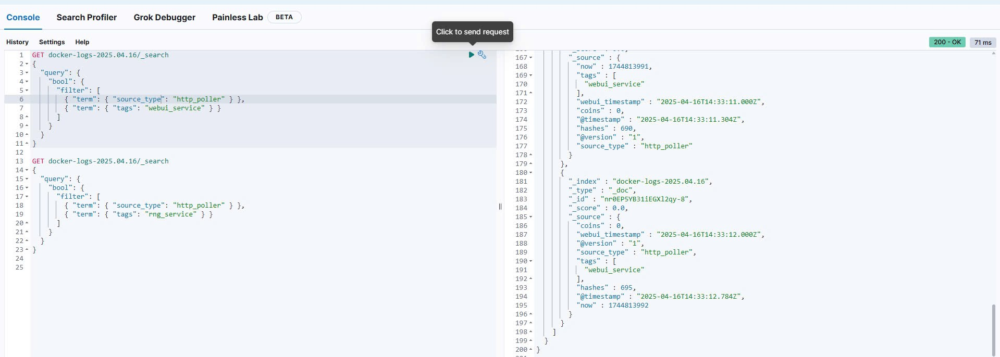 Console Search Profiler Grok Debugger Painless Lab BETA
Click to send request
History Settings Help
200 - OK 71 ms
1 GET docker-logs-2025.04.16/_search
2 {
3 "query": {
4 "bool": {
5 "filter": [
6 { "term": { "source_type": "http_poller" } },
7 { "term": { "tags": "webui_service" } }
8 ]
9 }
10 }
11 }
12
13 GET docker-logs-2025.04.16/_search
14 {
15 "query": {
16 "bool": {
17 "filter": [
18 { "term": { "source_type": "http_poller" } },
19 { "term": { "tags": "rng_service" } }
20 ]
21 }
22 }
23 }
24
25
167 "_source" : {
168 "now" : 1744813991,
169 "tags" : [
170 "webui_service"
171 ],
172 "webui_timestamp" : "2025-04-16T14:33:11.000Z",
173 "coins" : 0,
174 "@timestamp" : "2025-04-16T14:33:11.304Z",
175 "hashes" : 690,
176 "@version" : "1",
177 "source_type" : "http_poller"
178 }
179 },
180 {
181 "_index" : "docker-logs-2025.04.16",
182 "_type" : "_doc",
183 "_id" : "nr0EP5YB31iEGXl2qy-8",
184 "_score" : 0.0,
185 "_source" : {
186 "coins" : 0,
187 "webui_timestamp" : "2025-04-16T14:33:12.000Z",
188 "@version" : "1",
189 "source_type" : "http_poller",
190 "tags" : [
191 "webui_service"
192 ],
193 "hashes" : 695,
194 "@timestamp" : "2025-04-16T14:33:12.784Z",
195 "now" : 1744813992
196 }
197 }
198 ]
199 }
200 }